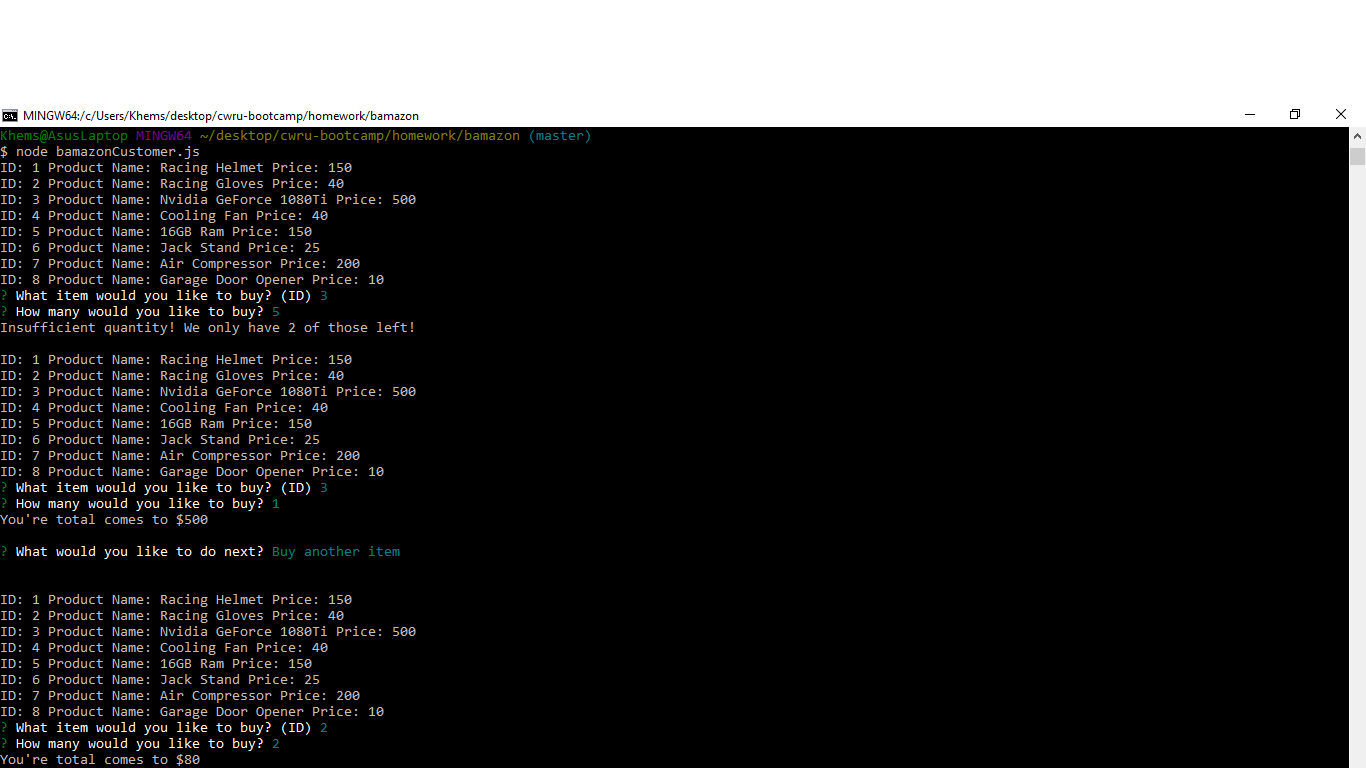 MINGW64:/c/Users/Khems/desktop/cwru-bootcamp/homework/bamazon
Khems@AsusLaptop MINGW64 ~/desktop/cwru-bootcamp/homework/bamazon (master)
$ node bamazonCustomer.js
ID: 1 Product Name: Racing Helmet Price: 150
ID: 2 Product Name: Racing Gloves Price: 40
ID: 3 Product Name: Nvidia GeForce 1080Ti Price: 500
ID: 4 Product Name: Cooling Fan Price: 40
ID: 5 Product Name: 16GB Ram Price: 150
ID: 6 Product Name: Jack Stand Price: 25
ID: 7 Product Name: Air Compressor Price: 200
ID: 8 Product Name: Garage Door Opener Price: 10
? What item would you like to buy? (ID) 3
? How many would you like to buy? 5
Insufficient quantity! We only have 2 of those left!
ID: 1 Product Name: Racing Helmet Price: 150
ID: 2 Product Name: Racing Gloves Price: 40
ID: 3 Product Name: Nvidia GeForce 1080Ti Price: 500
ID: 4 Product Name: Cooling Fan Price: 40
ID: 5 Product Name: 16GB Ram Price: 150
ID: 6 Product Name: Jack Stand Price: 25
ID: 7 Product Name: Air Compressor Price: 200
ID: 8 Product Name: Garage Door Opener Price: 10
? What item would you like to buy? (ID) 3
? How many would you like to buy? 1
You're total comes to $500
? What would you like to do next? Buy another item
ID: 1 Product Name: Racing Helmet Price: 150
ID: 2 Product Name: Racing Gloves Price: 40
ID: 3 Product Name: Nvidia GeForce 1080Ti Price: 500
ID: 4 Product Name: Cooling Fan Price: 40
ID: 5 Product Name: 16GB Ram Price: 150
ID: 6 Product Name: Jack Stand Price: 25
ID: 7 Product Name: Air Compressor Price: 200
ID: 8 Product Name: Garage Door Opener Price: 10
? What item would you like to buy? (ID) 2
? How many would you like to buy? 2
You're total comes to $80